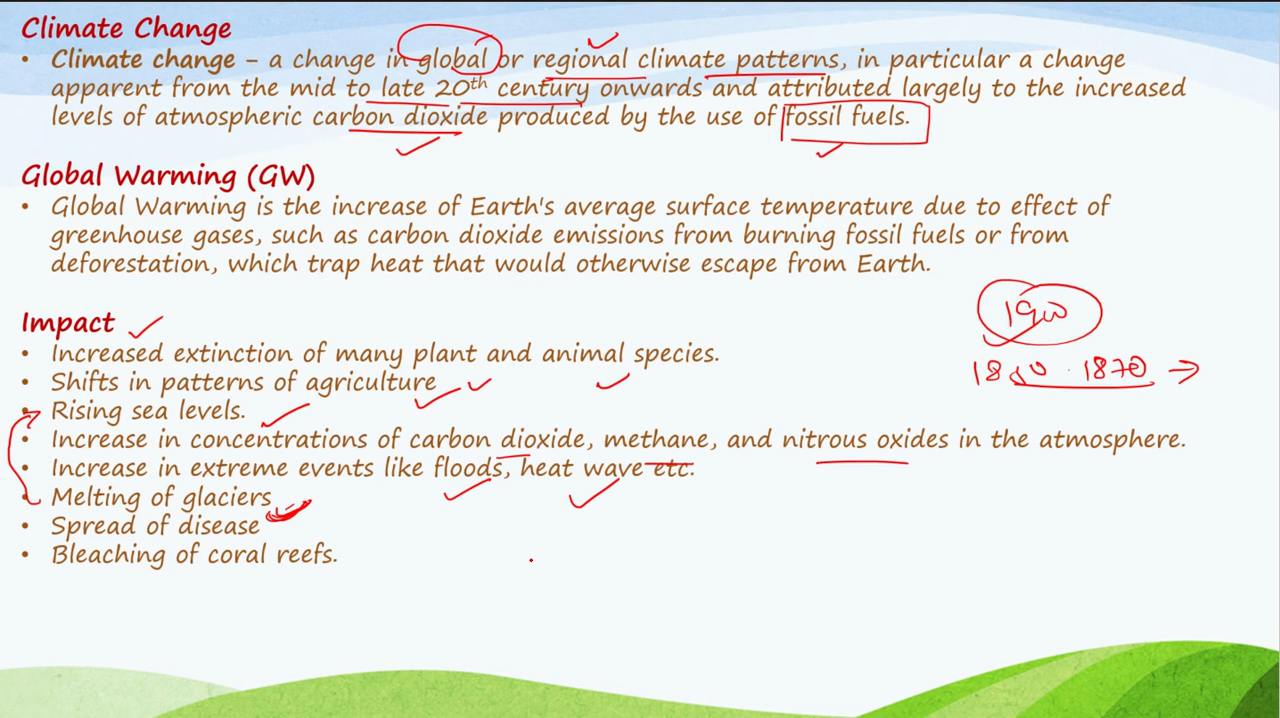 Climate Change
• Climate change – a change in global or regional climate patterns, in particular a change
apparent from the mid to late 20th century onwards and attributed largely to the increased
levels of atmospheric carbon dioxide produced by the use of fossil fuels.
Global Warming (GW)
• Global Warming is the increase of Earth's average surface temperature due to effect of
greenhouse gases, such as carbon dioxide emissions from burning fossil fuels or from
deforestation, which trap heat that would otherwise escape from Earth.
Impact
• Increased extinction of many plant and animal species.
• Shifts in patterns of agriculture
• Rising sea levels.
• Increase in concentrations of carbon dioxide, methane, and nitrous oxides in the atmosphere.
• Increase in extreme events like floods, heat wave etc.
• Melting of glaciers
• Spread of disease
• Bleaching of coral reefs.
1870 →